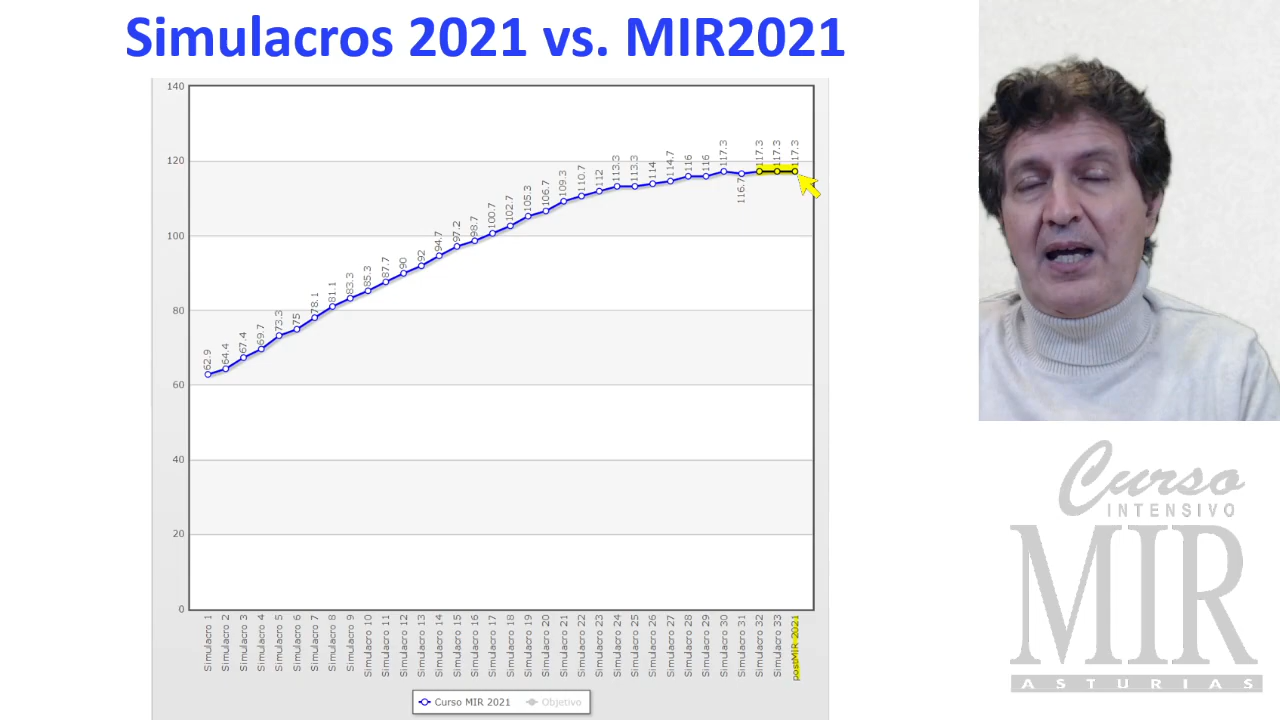 Simulacros 2021 vs. MIR2021
140
120
100
80
60
40
20
0
62.9
64.4
67.4
69.7
73.3
75
78.1
81.1
83.3
85.3
87.7
90
92
94.7
97.2
98.7
100.7
102.7
105.3
106.7
109.3
110.7
112
113.3
113.3
114
114.7
116
116
117.3
116.7
117.3
117.3
117.3
Simulacro 1
Simulacro 2
Simulacro 3
Simulacro 4
Simulacro 5
Simulacro 6
Simulacro 7
Simulacro 8
Simulacro 9
Simulacro 10
Simulacro 11
Simulacro 12
Simulacro 13
Simulacro 14
Simulacro 15
Simulacro 16
Simulacro 17
Simulacro 18
Simulacro 19
Simulacro 20
Simulacro 21
Simulacro 22
Simulacro 23
Simulacro 24
Simulacro 25
Simulacro 26
Simulacro 27
Simulacro 28
Simulacro 29
Simulacro 30
Simulacro 31
Simulacro 32
Simulacro 33
postMIR 2021
Curso MIR 2021
Objetivo
Curso
INTENSIVO
MIR
ASTURIAS